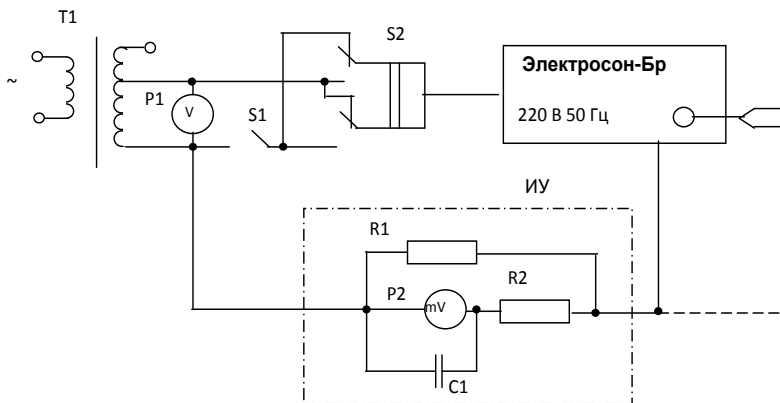 T1
S2
Электросон-Бр
~
P1
V
S1
220 В 50 Гц
ИУ
R1
R2
P2
mV
C1